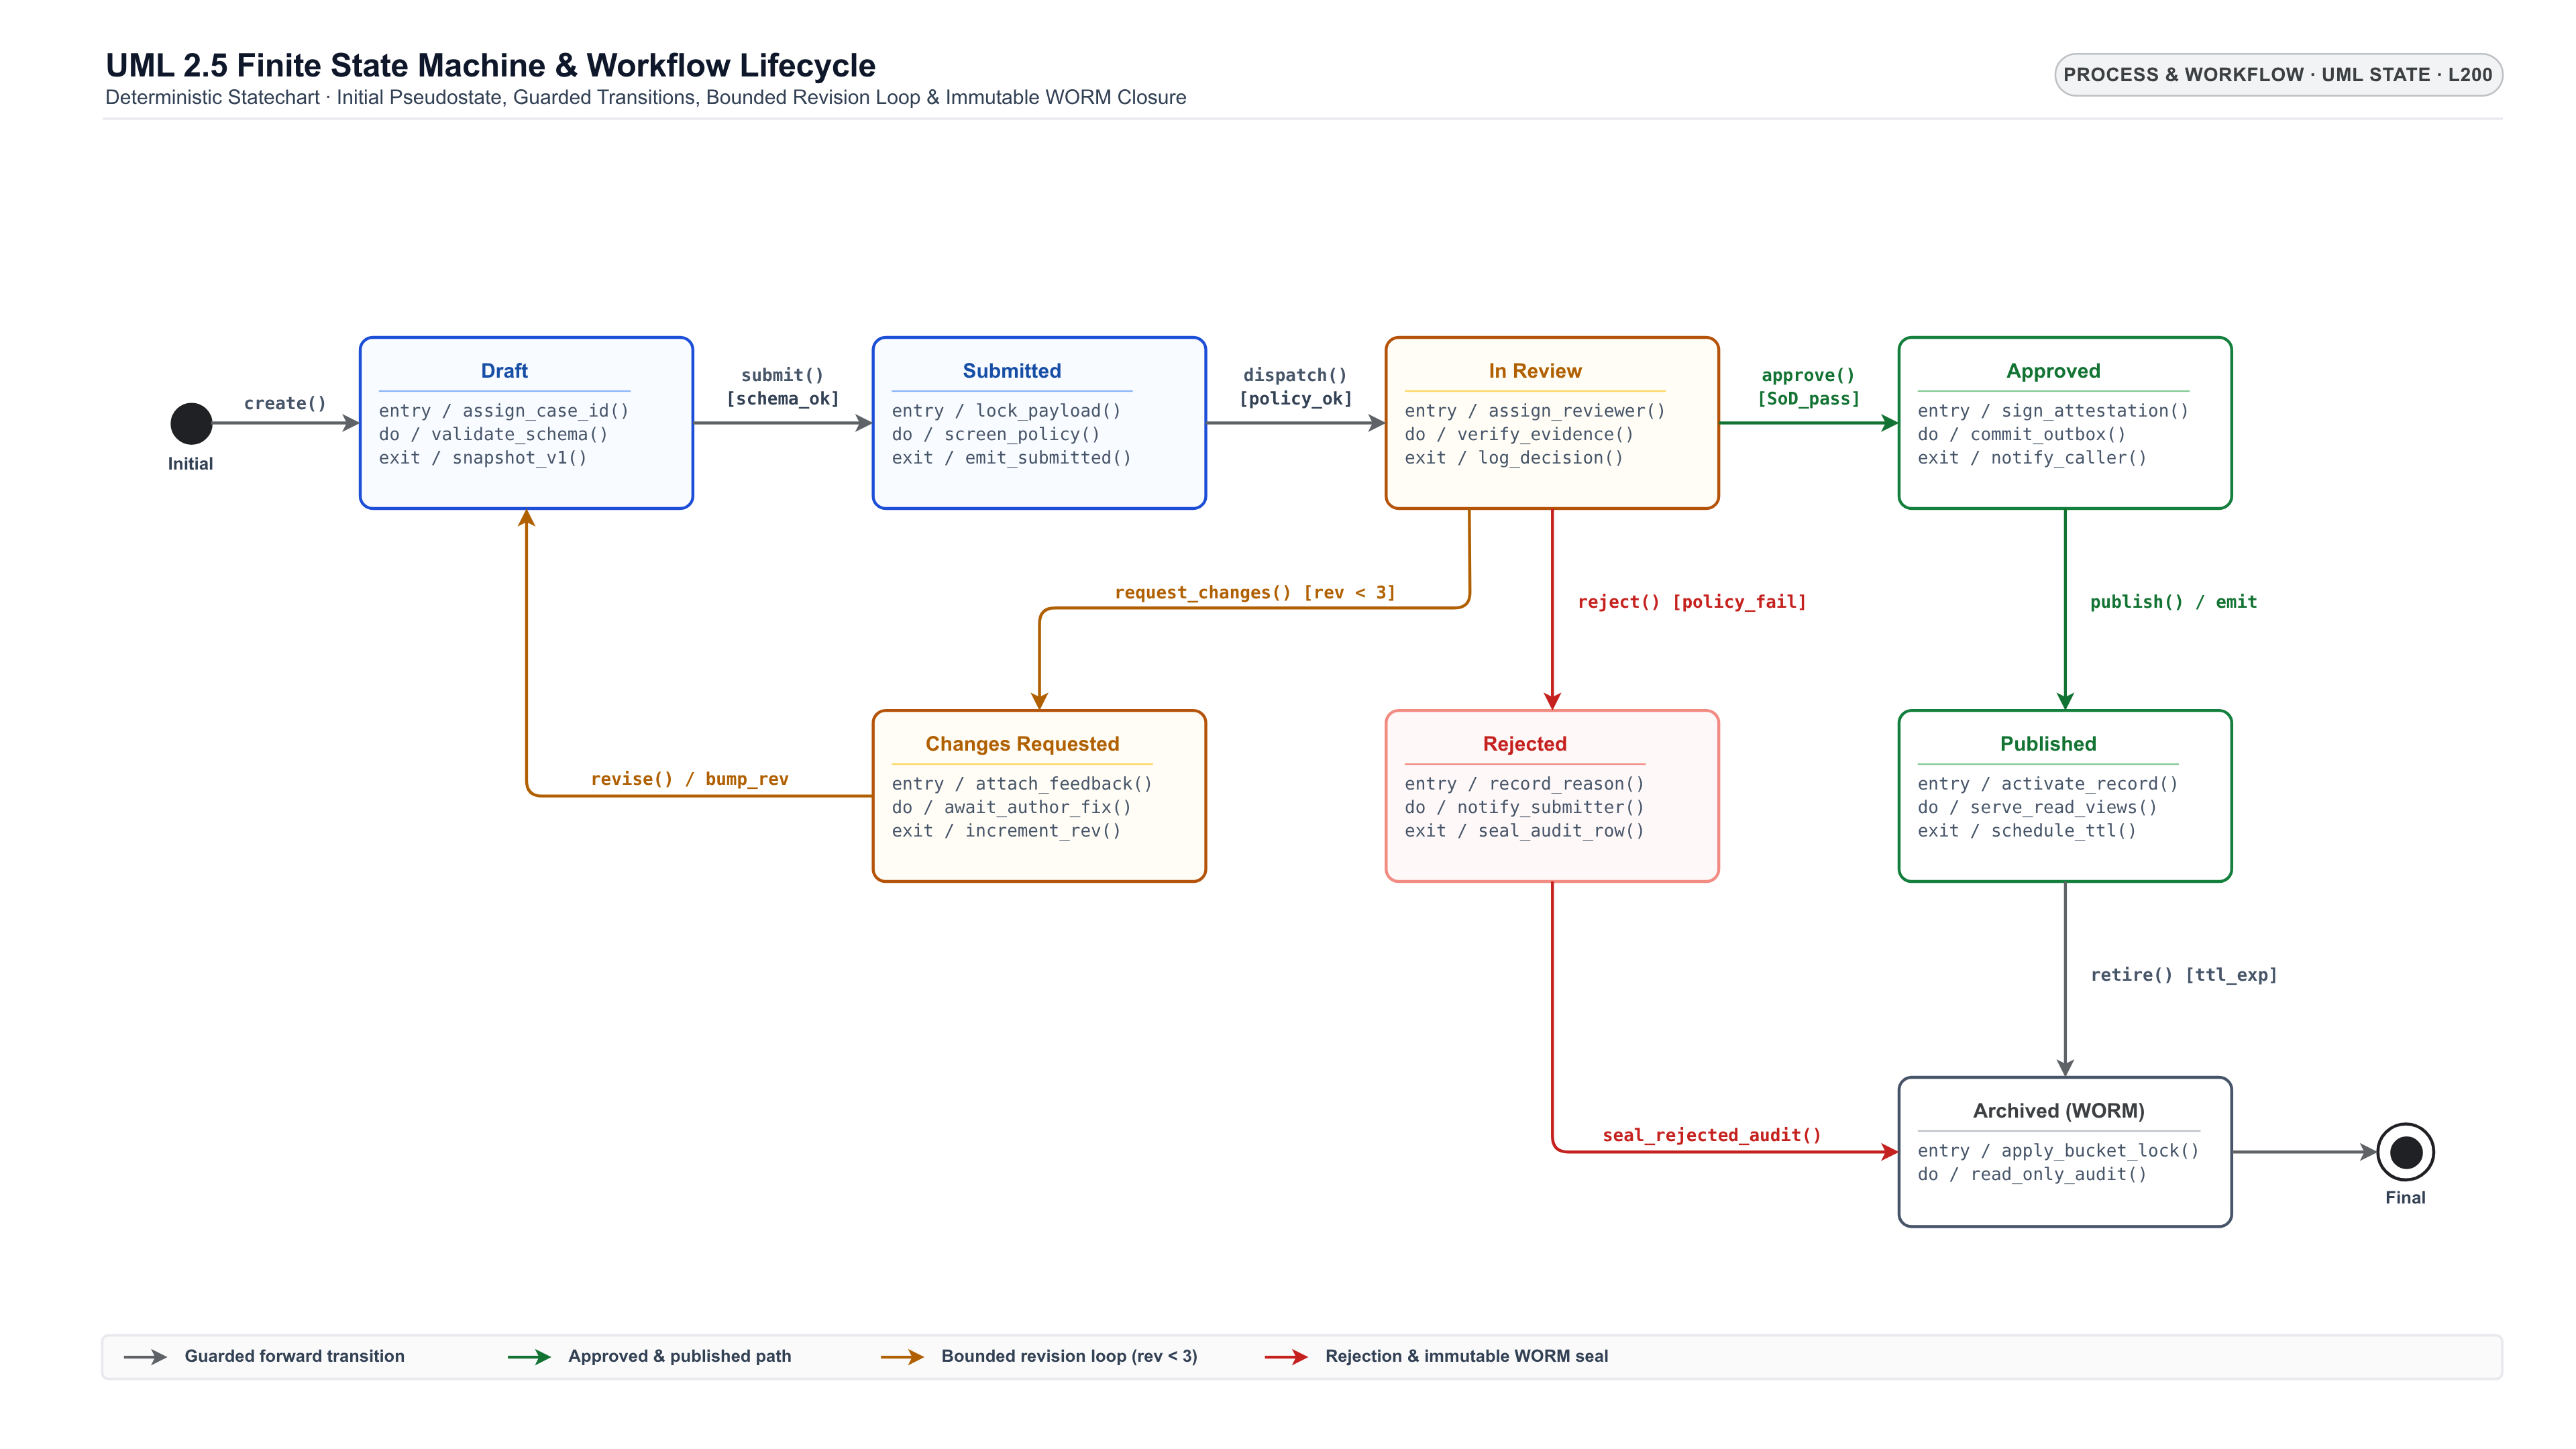 UML 2.5 Finite State Machine & Workflow Lifecycle
Deterministic Statechart · Initial Pseudostate, Guarded Transitions, Bounded Revision Loop & Immutable WORM Closure
PROCESS & WORKFLOW · UML STATE · L200
Initial
create()
Draft
entry / assign_case_id()
do / validate_schema()
exit / snapshot_v1()
submit()
[schema_ok]
Submitted
entry / lock_payload()
do / screen_policy()
exit / emit_submitted()
dispatch()
[policy_ok]
In Review
entry / assign_reviewer()
do / verify_evidence()
exit / log_decision()
approve()
[SoD_pass]
Approved
entry / sign_attestation()
do / commit_outbox()
exit / notify_caller()
request_changes() [rev < 3]
reject() [policy_fail]
publish() / emit
revise() / bump_rev
Changes Requested
entry / attach_feedback()
do / await_author_fix()
exit / increment_rev()
Rejected
entry / record_reason()
do / notify_submitter()
exit / seal_audit_row()
Published
entry / activate_record()
do / serve_read_views()
exit / schedule_ttl()
retire() [ttl_exp]
seal_rejected_audit()
Archived (WORM)
entry / apply_bucket_lock()
do / read_only_audit()
Final
Guarded forward transition
Approved & published path
Bounded revision loop (rev < 3)
Rejection & immutable WORM seal